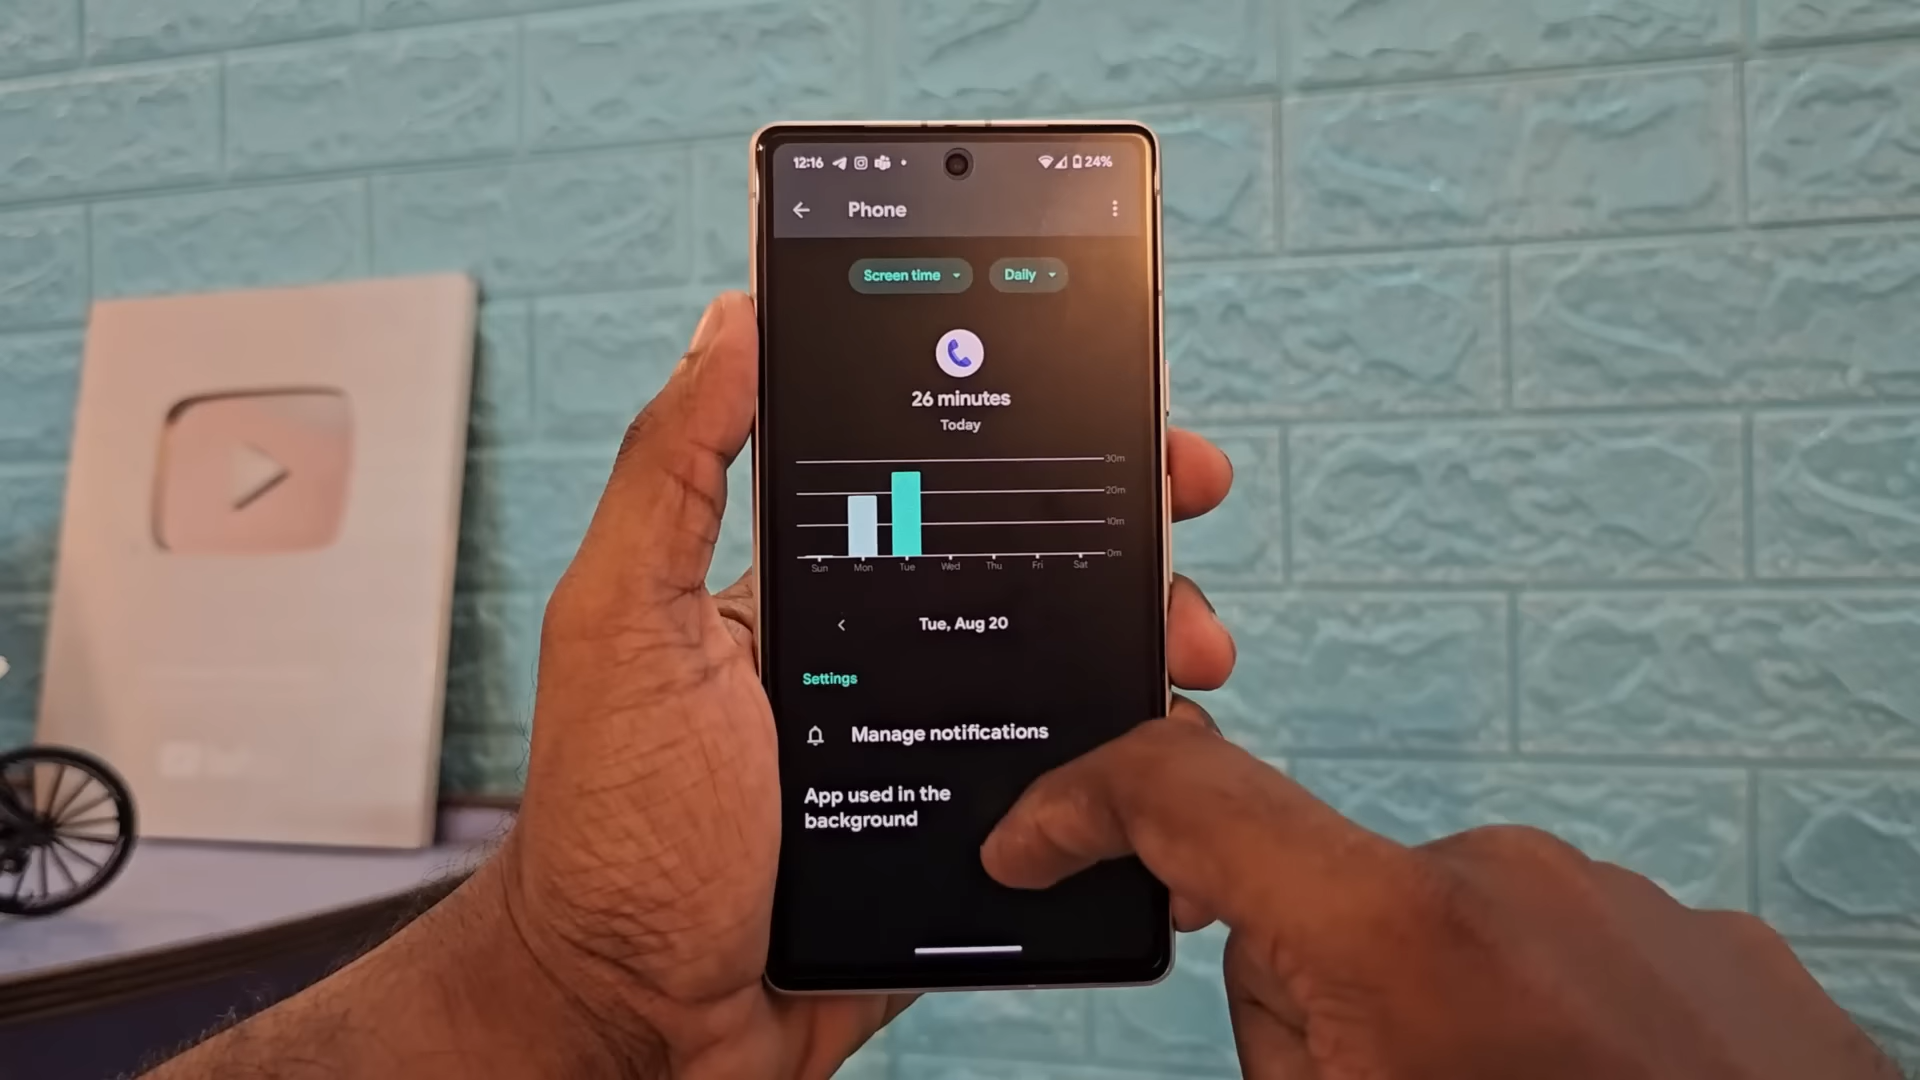 12:16 24%
Phone
Screen time Daily
26 minutes
Today
30m
20m
10m
0m
Sun Mon Tue Wed Thu Fri Sat
Tue, Aug 20
Settings
Manage notifications
App used in the
background